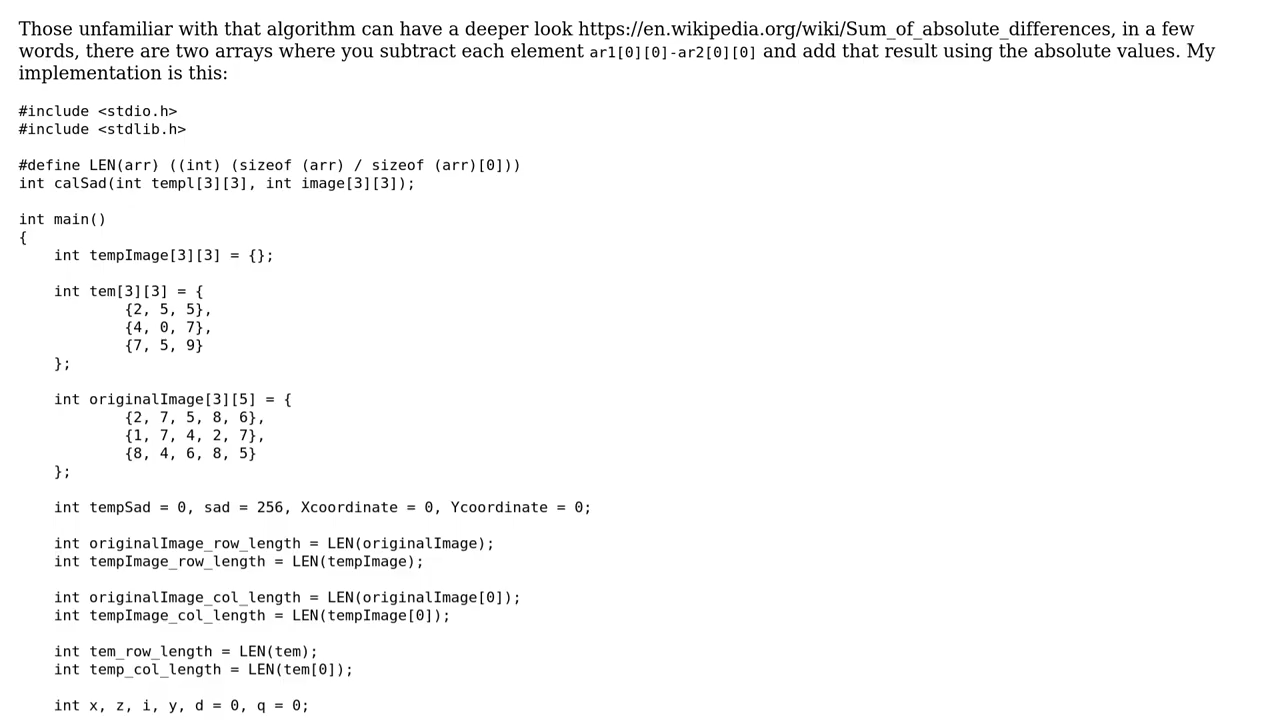 Those unfamiliar with that algorithm can have a deeper look https://en.wikipedia.org/wiki/Sum_of_absolute_differences, in a few
words, there are two arrays where you subtract each element ar1[0][0]-ar2[0][0] and add that result using the absolute values. My
implementation is this:
#include <stdio.h>
#include <stdlib.h>
#define LEN(arr) ((int) (sizeof (arr) / sizeof (arr)[0]))
int calSad(int templ[3][3], int image[3][3]);
int main()
{
    int tempImage[3][3] = {};
    int tem[3][3] = {
            {2, 5, 5},
            {4, 0, 7},
            {7, 5, 9}
    };
    int originalImage[3][5] = {
            {2, 7, 5, 8, 6},
            {1, 7, 4, 2, 7},
            {8, 4, 6, 8, 5}
    };
    int tempSad = 0, sad = 256, Xcoordinate = 0, Ycoordinate = 0;
    int originalImage_row_length = LEN(originalImage);
    int tempImage_row_length = LEN(tempImage);
    int originalImage_col_length = LEN(originalImage[0]);
    int tempImage_col_length = LEN(tempImage[0]);
    int tem_row_length = LEN(tem);
    int temp_col_length = LEN(tem[0]);
    int x, z, i, y, d = 0, q = 0;